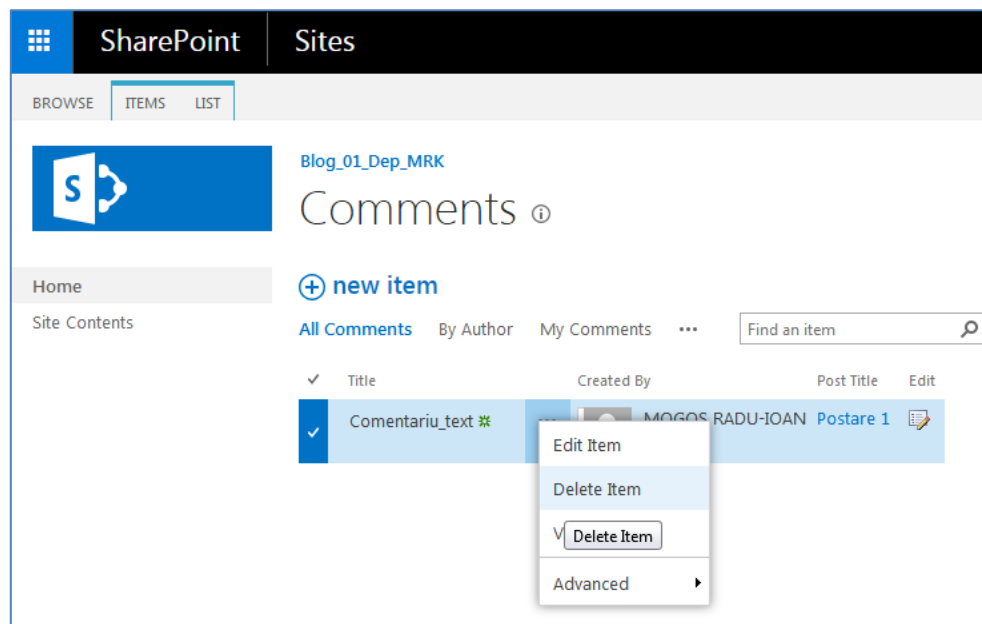 SharePoint Sites
BROWSE ITEMS LIST
S
Blog_01_Dep_MRK
Comments
Home
Site Contents
new item
All Comments By Author My Comments ... Find an item
Title Created By Post Title Edit
Comentariu_text ... MOGOS RADU-IOAN Postare 1
Edit Item
Delete Item
V
Delete Item
Advanced